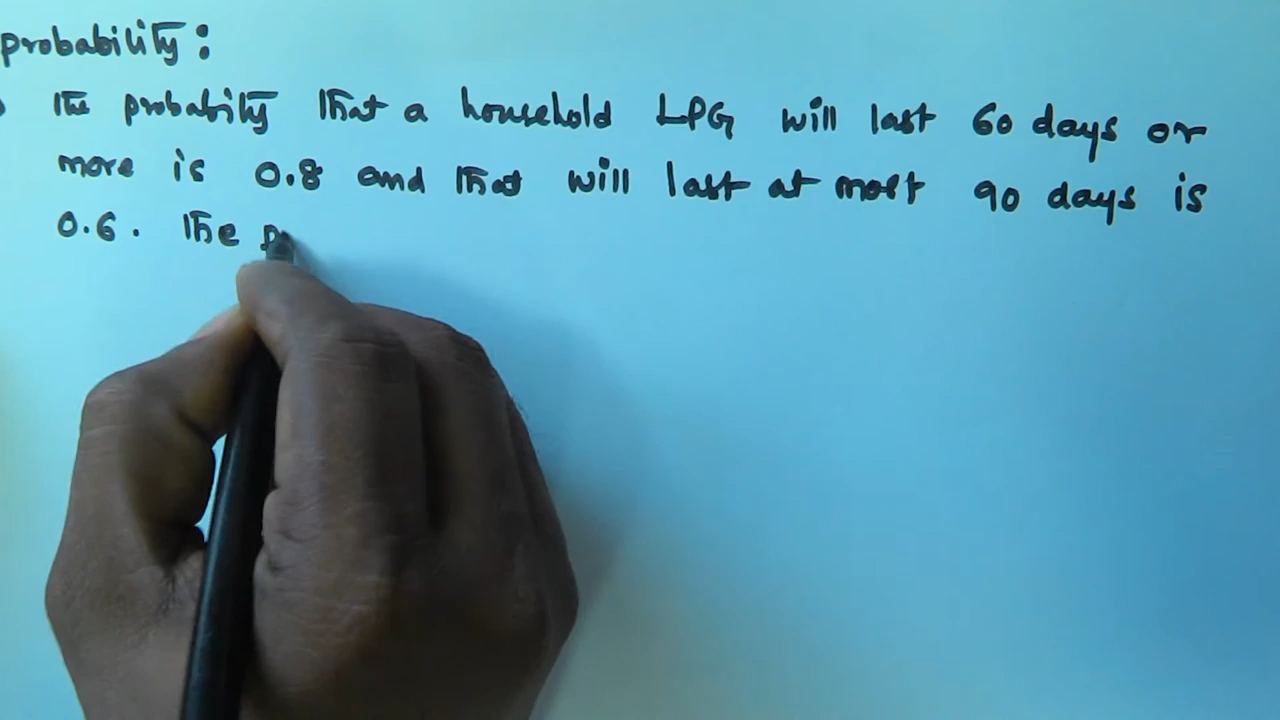 probability:
The probability that a household LPG will last 60 days or
more is 0.8 and that will last at most 90 days is
0.6. The p